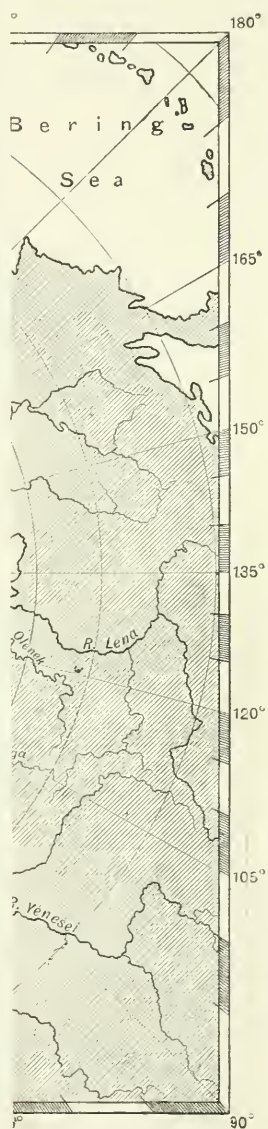 180°
B
Bering
Sea
165°
150°
135°
R. Lena
Olenek
120°
105°
R. Yenesei
90°